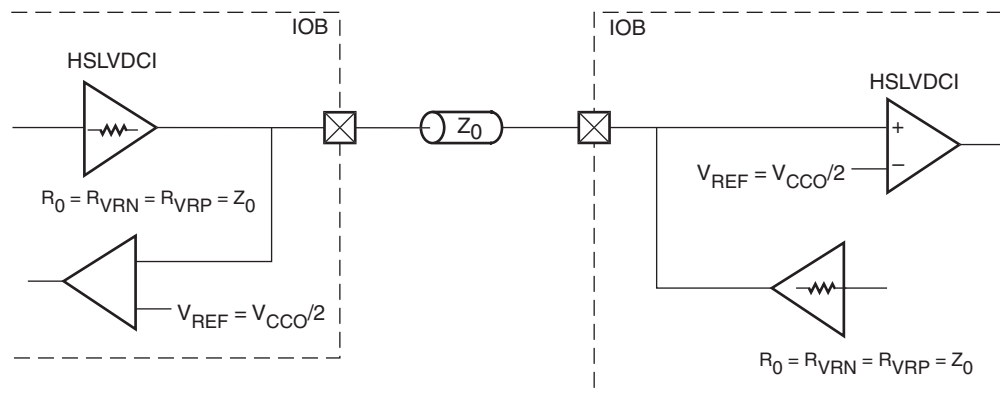 IOB
HSLVDCI
R0 = RVRN = RVRP = Z0
VREF = VCCO/2
Z0
IOB
HSLVDCI
+
VREF = VCCO/2
–
R0 = RVRN = RVRP = Z0